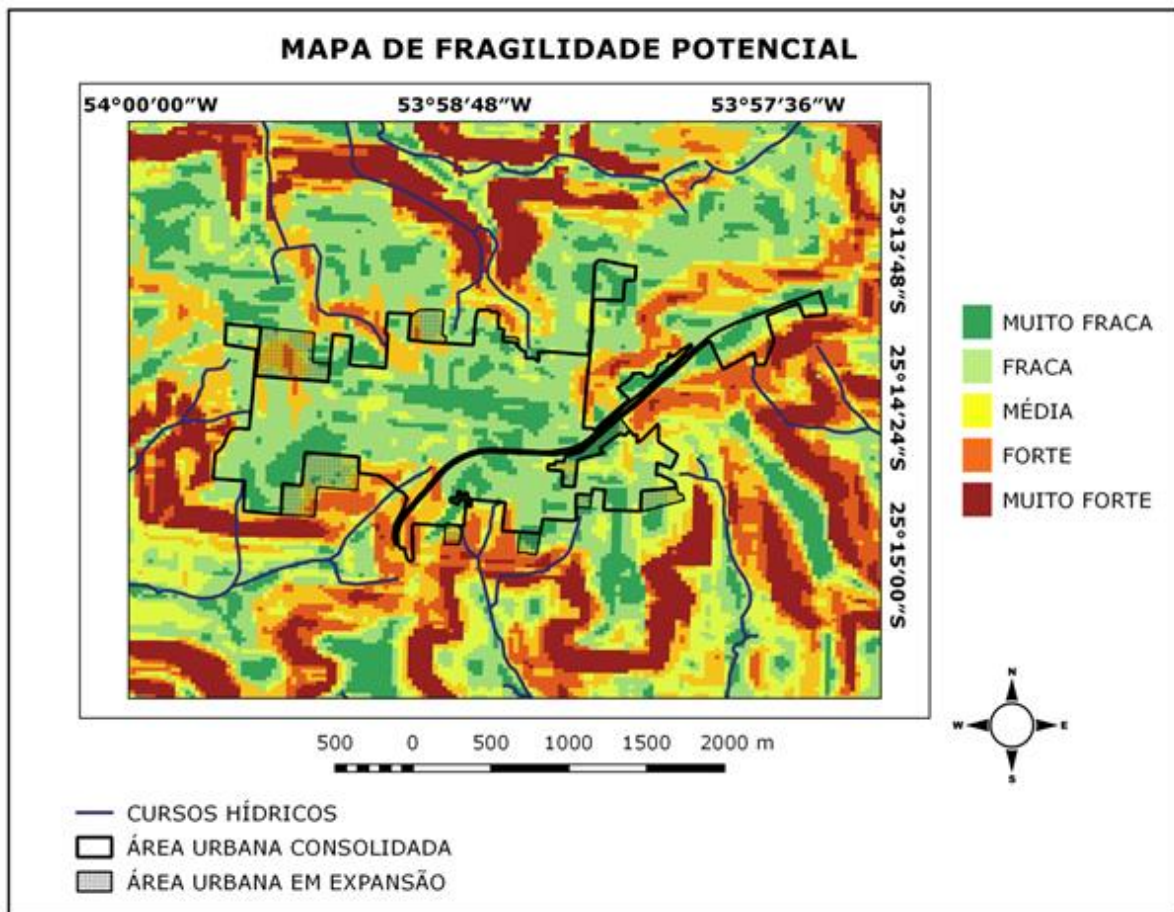 MAPA DE FRAGILIDADE POTENCIAL
54°00'00"W 53°58'48"W 53°57'36"W
25°13'48"S
25°14'24"S
25°15'00"S
MUITO FRACA
FRACA
MÉDIA
FORTE
MUITO FORTE
N
W E
S
500 0 500 1000 1500 2000 m
CURSOS HÍDRICOS
ÁREA URBANA CONSOLIDADA
ÁREA URBANA EM EXPANSÃO